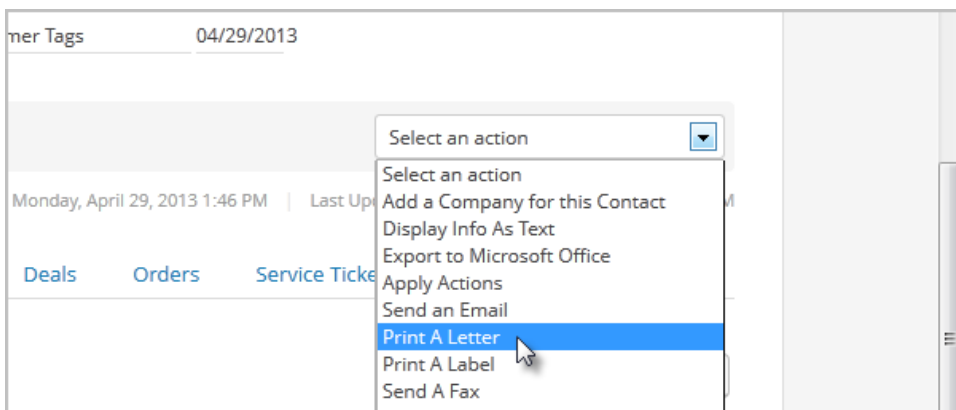 mer Tags 04/29/2013
Select an action
Select an action
Monday, April 29, 2013 1:46 PM | Last Up
Add a Company for this Contact
Display Info As Text
Export to Microsoft Office
Deals Orders Service Ticke
Apply Actions
Send an Email
Print A Letter
Print A Label
Send A Fax